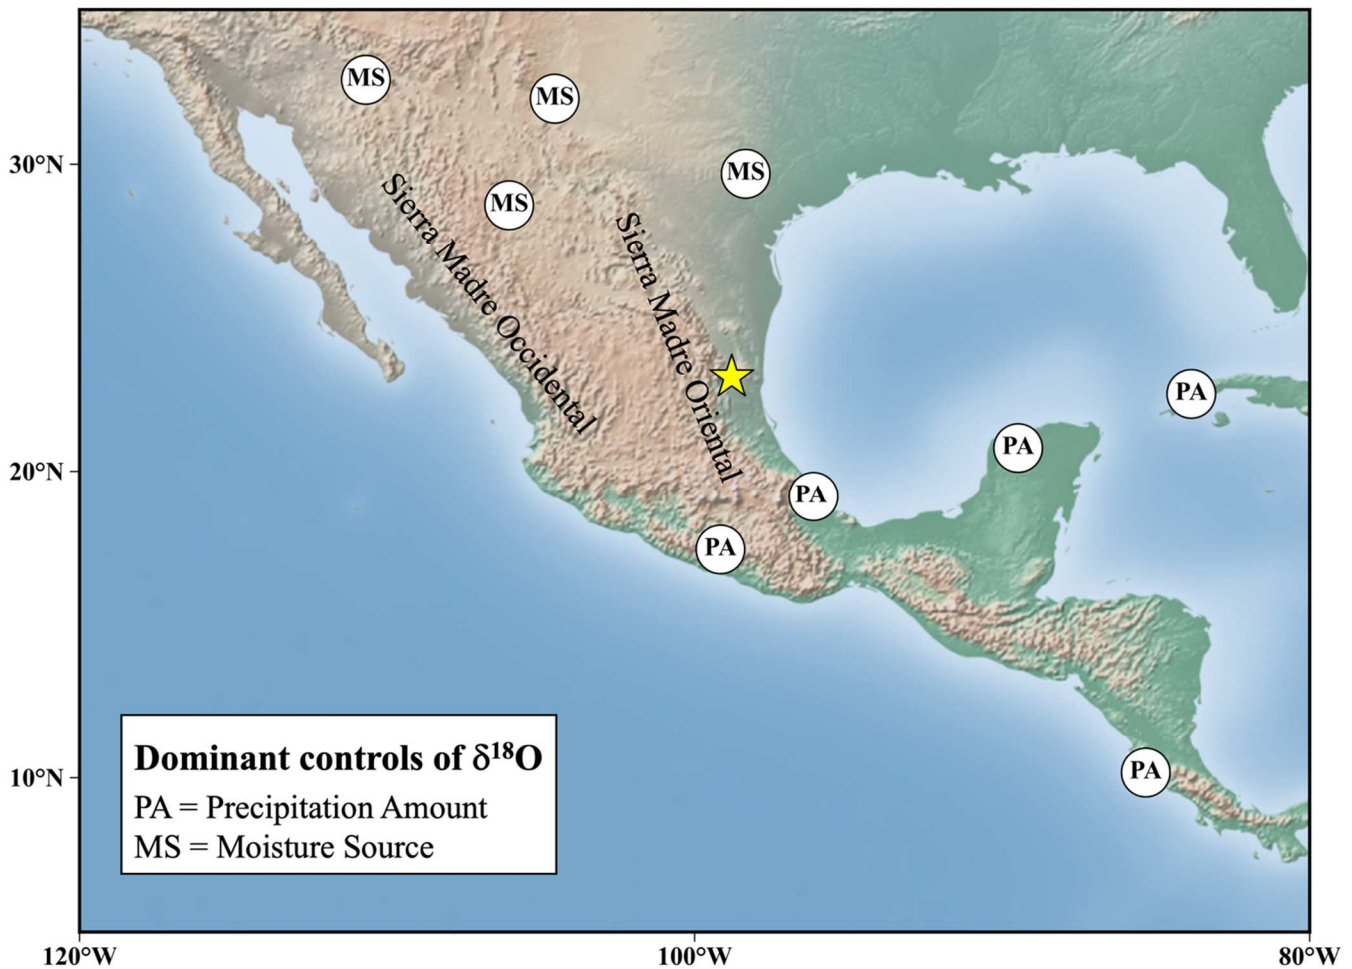 MS
MS
30°N
MS
MS
Sierra Madre Occidental
Sierra Madre Oriental
PA
PA
20°N
PA
PA
10°N
PA
Dominant controls of δ¹⁸O
PA = Precipitation Amount
MS = Moisture Source
120°W
100°W
80°W